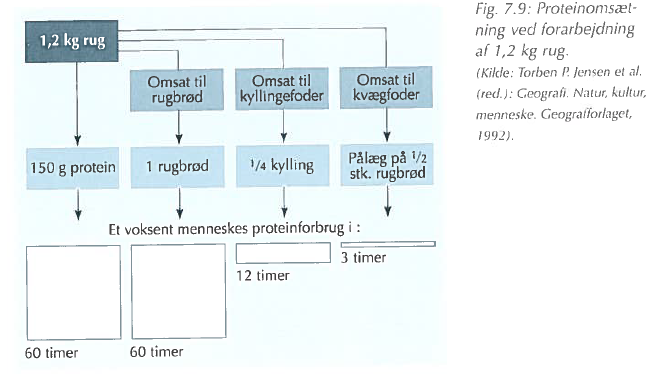 1,2 kg rug
Omsat til
rugbrød
Omsat til
kyllingefoder
Omsat til
kvægfoder
150 g protein
1 rugbrød
1/4 kylling
Pålæg på 1/2
stk. rugbrød
Et voksent menneskes proteinforbrug i :
60 timer
60 timer
12 timer
3 timer
Fig. 7.9: Proteinomsæt-
ning ved forarbejdning
af 1,2 kg rug.
(Kilde: Torben P. Jensen et al.
(red.): Geografi. Natur, kultur,
menneske. Geografforlaget,
1992).